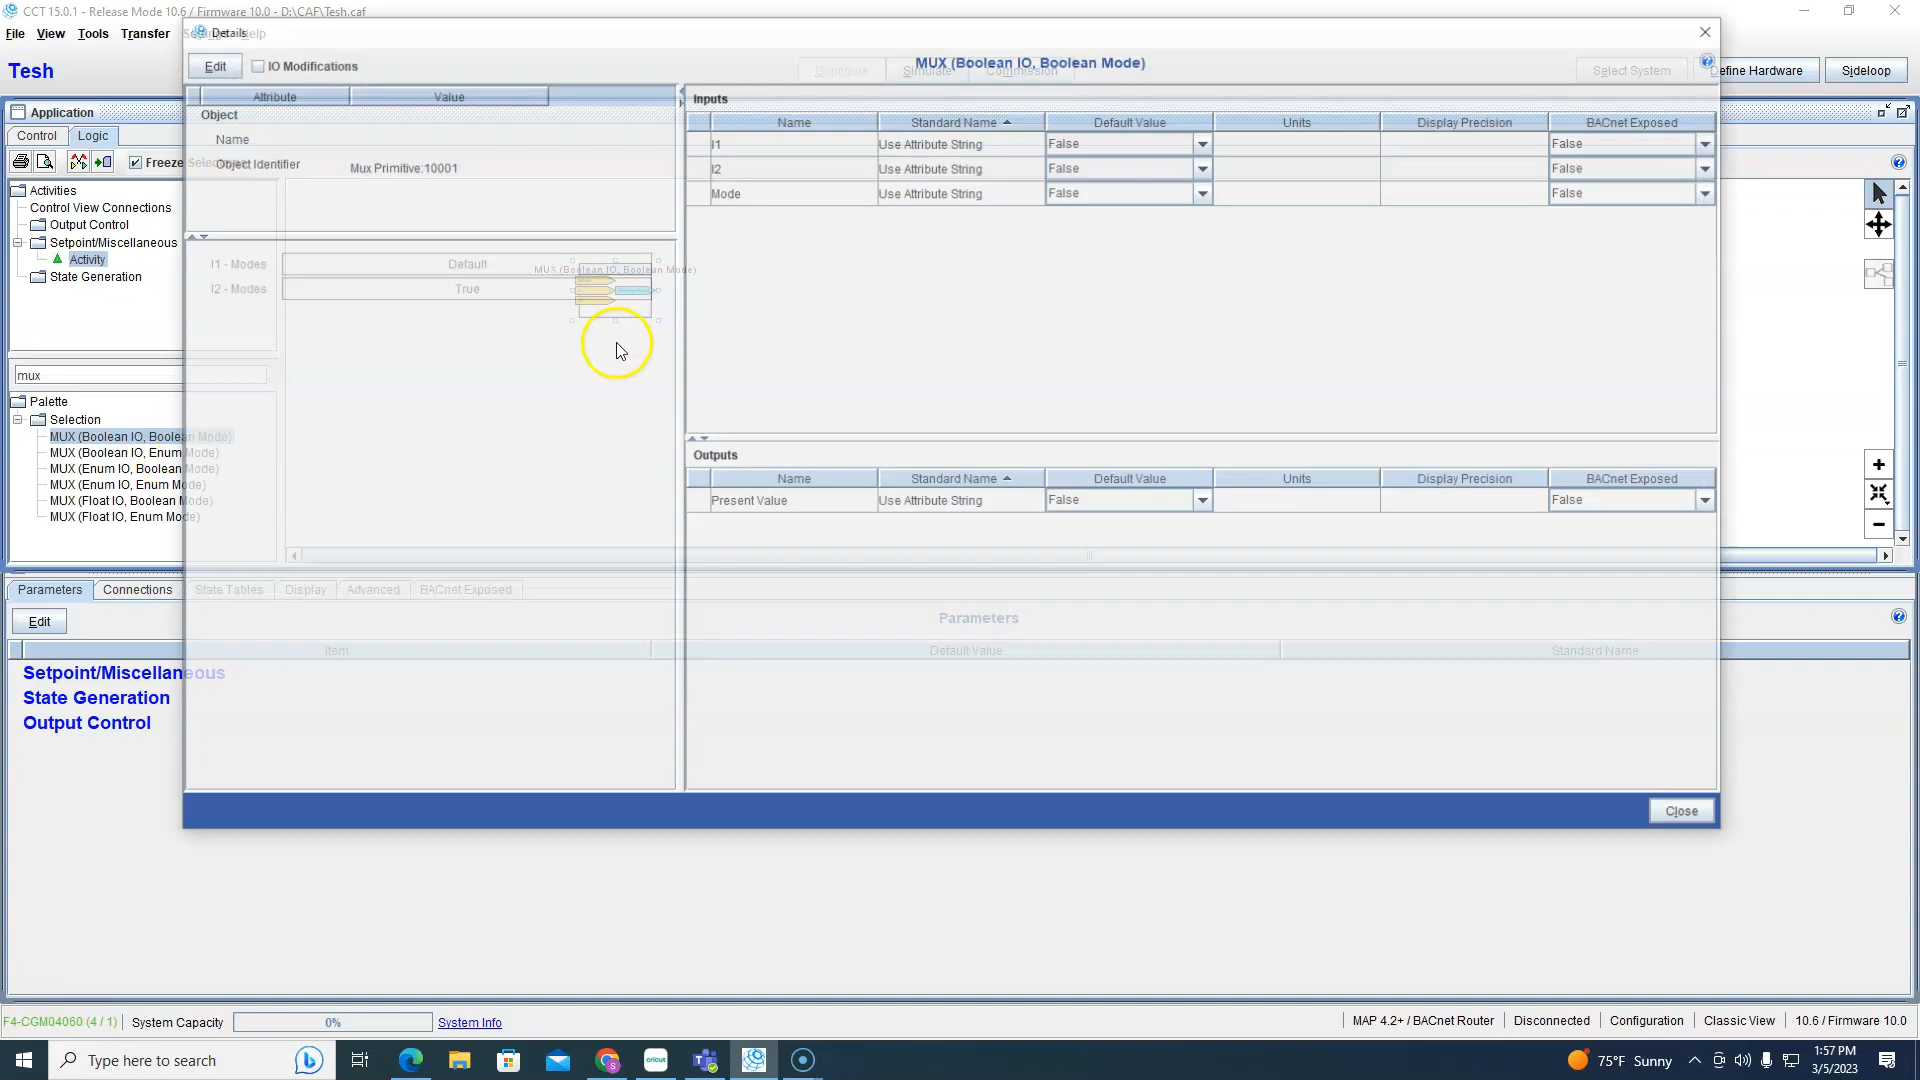 CCT 15.0.1 - Release Mode 10.6 / Firmware 10.0 - D:\CAF\Tesh.caf
File View Tools Transfer Help
Details
Tesh
Edit IO Modifications
MUX (Boolean IO, Boolean Mode)
Configure Simulate Commission Select System Define Hardware Sideloop
Application
Control Logic
Freeze
Activities
Control View Connections
Output Control
Setpoint/Miscellaneous
Activity
State Generation
mux
Palette
Selection
MUX (Boolean IO, Boolean Mode)
MUX (Boolean IO, Enum Mode)
MUX (Enum IO, Boolean Mode)
MUX (Enum IO, Enum Mode)
MUX (Float IO, Boolean Mode)
MUX (Float IO, Enum Mode)
Attribute Value
Object
Name
Object Identifier Mux Primitive:10001
I1 - Modes Default
I2 - Modes True
MUX (Boolean IO, Boolean Mode)
Inputs
Name Standard Name Default Value Units Display Precision BACnet Exposed
I1 Use Attribute String False False
I2 Use Attribute String False False
Mode Use Attribute String False False
Outputs
Name Standard Name Default Value Units Display Precision BACnet Exposed
Present Value Use Attribute String False False
Parameters Connections State Tables Display Advanced BACnet Exposed
Edit
Parameters
Item Default Value Standard Name
Setpoint/Miscellaneous
State Generation
Output Control
Close
F4-CGM04060 (4 / 1) System Capacity 0% System Info
MAP 4.2+ / BACnet Router Disconnected Configuration Classic View 10.6 / Firmware 10.0
Type here to search
cricut
75°F Sunny
1:57 PM
3/5/2023